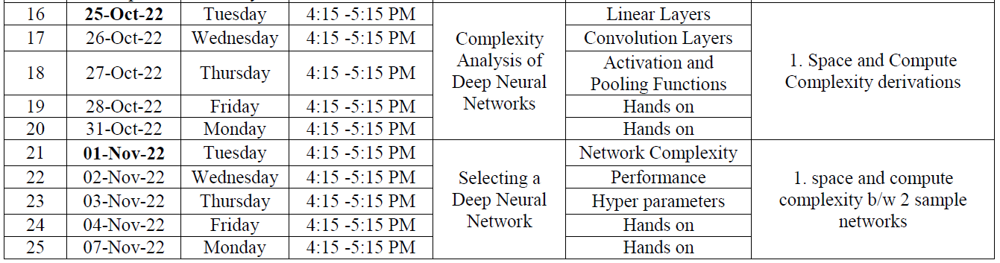 16 25-Oct-22 Tuesday 4:15 -5:15 PM Linear Layers
17 26-Oct-22 Wednesday 4:15 -5:15 PM Convolution Layers
18 27-Oct-22 Thursday 4:15 -5:15 PM Activation and
Pooling Functions
19 28-Oct-22 Friday 4:15 -5:15 PM Hands on
20 31-Oct-22 Monday 4:15 -5:15 PM Hands on
Complexity
Analysis of
Deep Neural
Networks
1. Space and Compute
Complexity derivations
21 01-Nov-22 Tuesday 4:15 -5:15 PM Network Complexity
22 02-Nov-22 Wednesday 4:15 -5:15 PM Performance
23 03-Nov-22 Thursday 4:15 -5:15 PM Hyper parameters
24 04-Nov-22 Friday 4:15 -5:15 PM Hands on
25 07-Nov-22 Monday 4:15 -5:15 PM Hands on
Selecting a
Deep Neural
Network
1. space and compute
complexity b/w 2 sample
networks